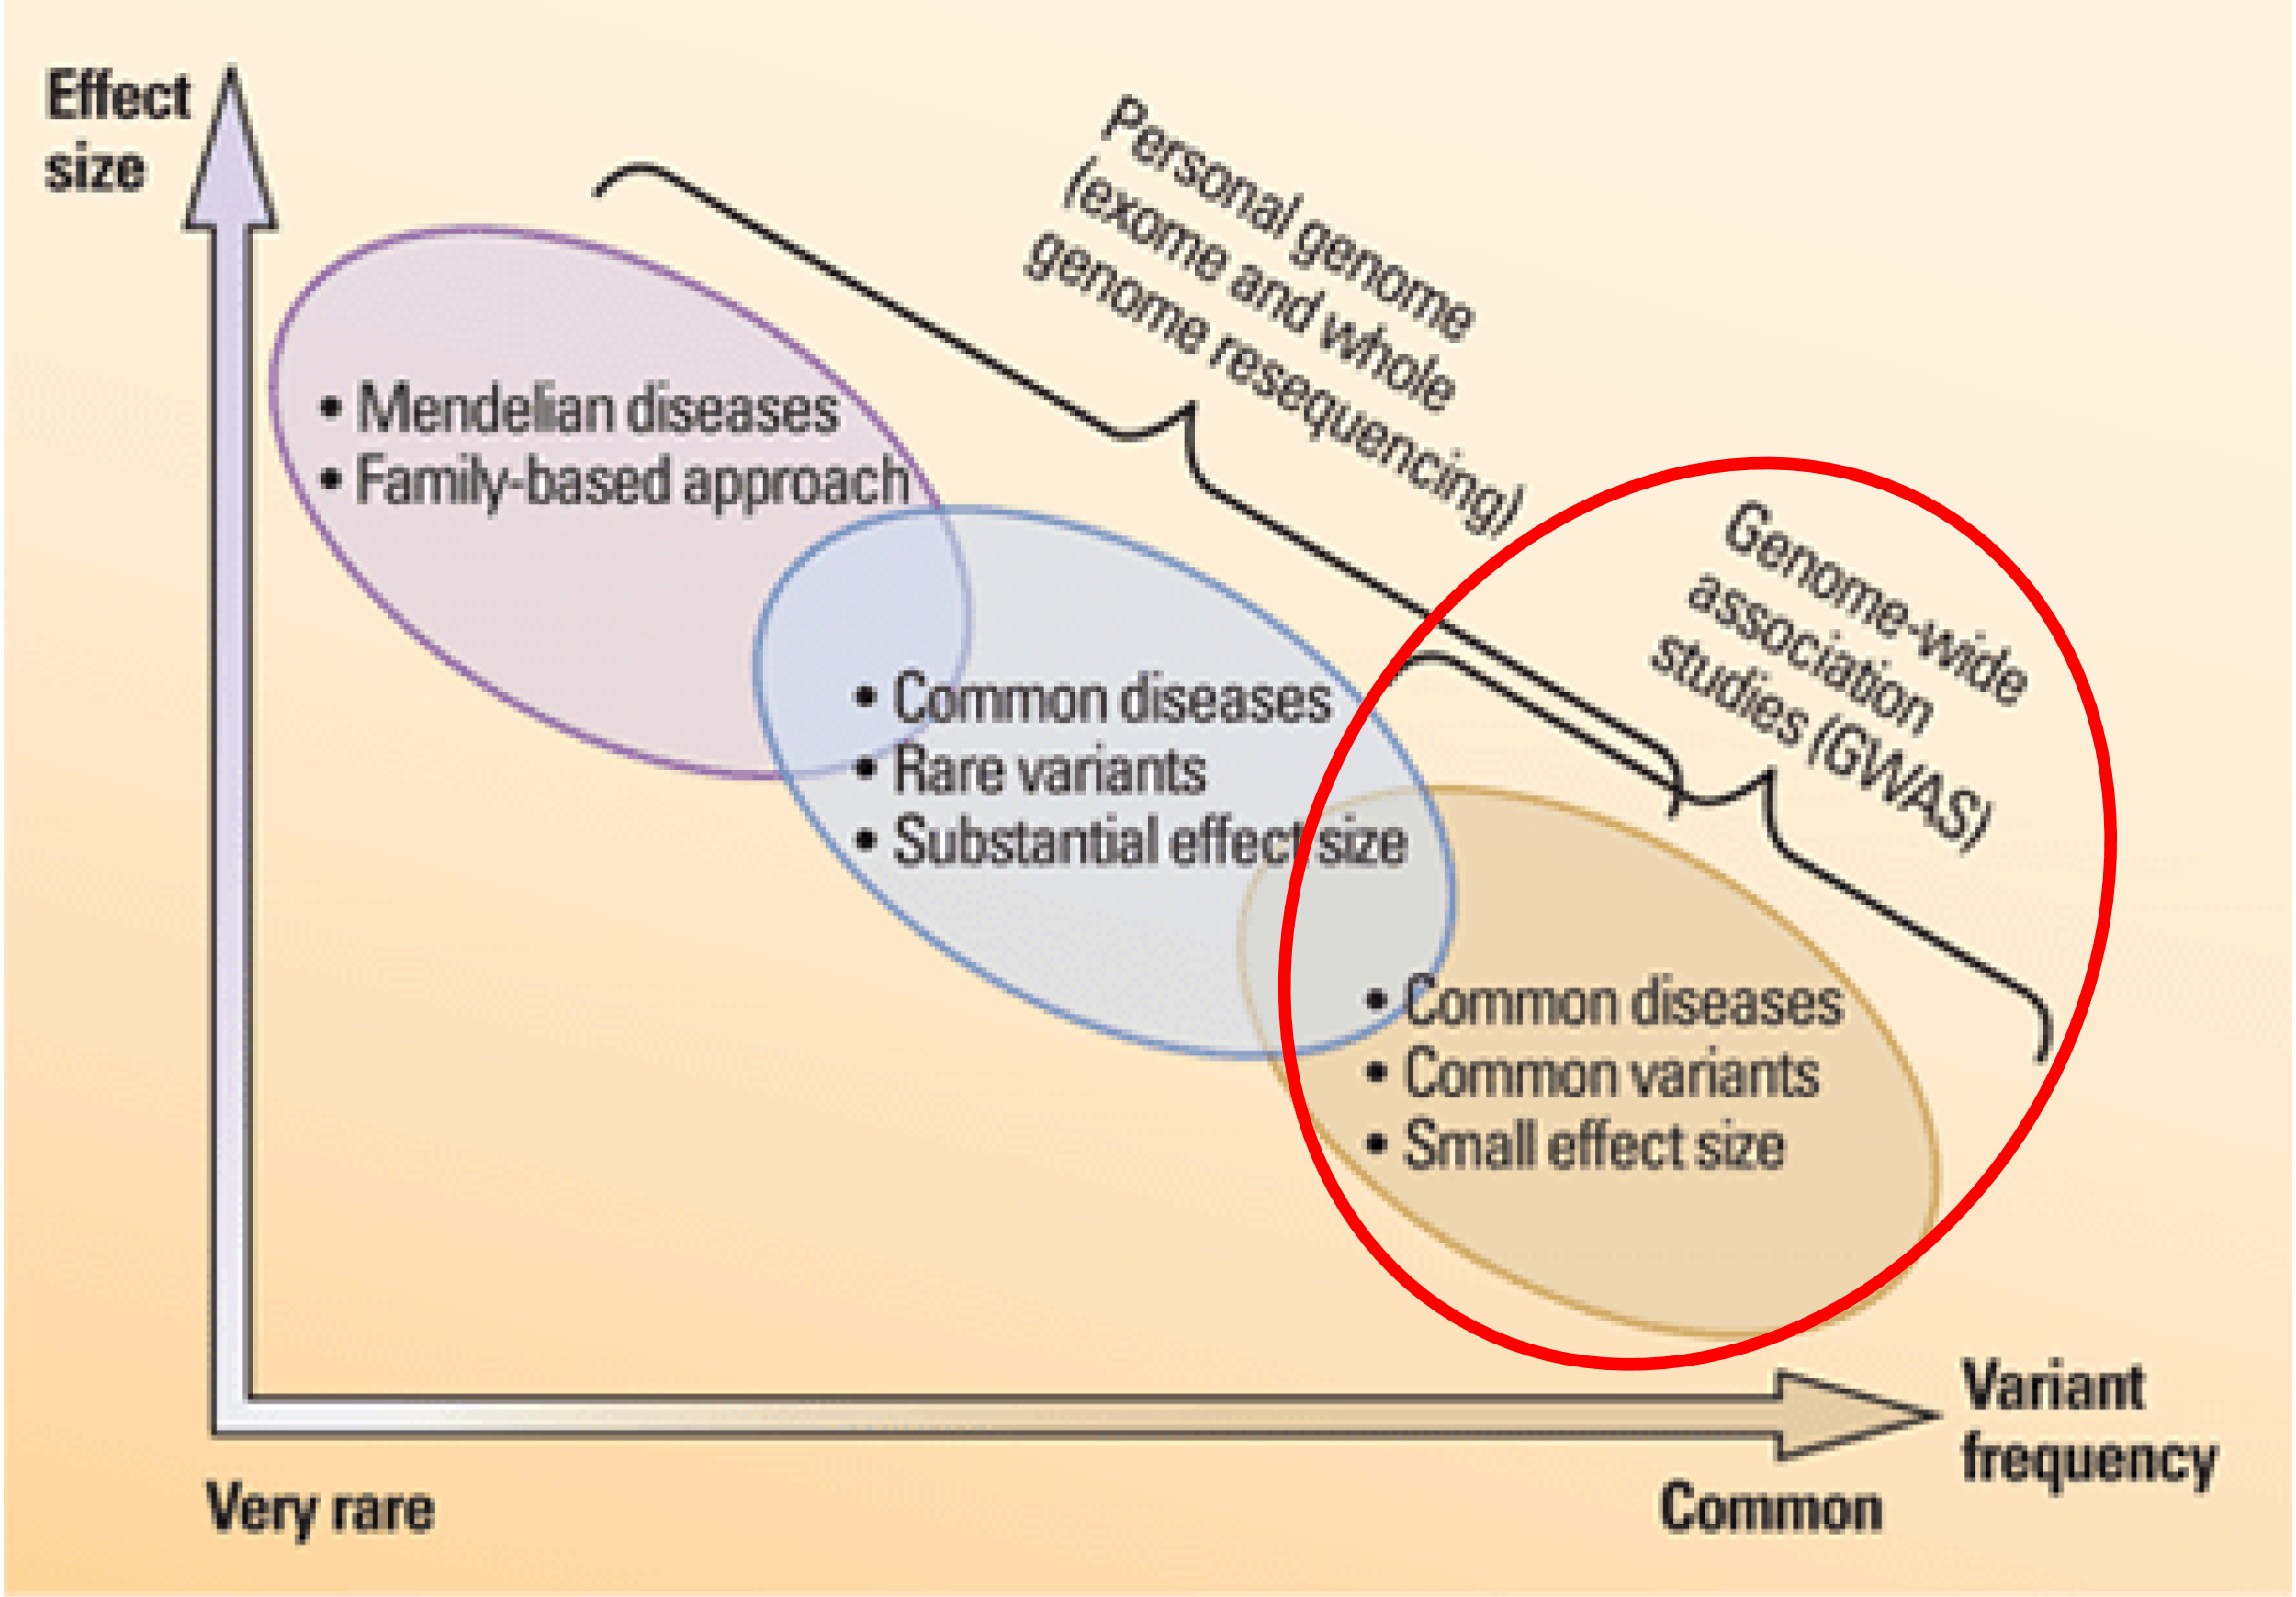 Effect
size
Personal genome
(exome and whole
genome resequencing)
• Mendelian diseases
• Family-based approach
Genome-wide
association
studies (GWAS)
• Common diseases
• Rare variants
• Substantial effect size
• Common diseases
• Common variants
• Small effect size
Variant
frequency
Very rare
Common